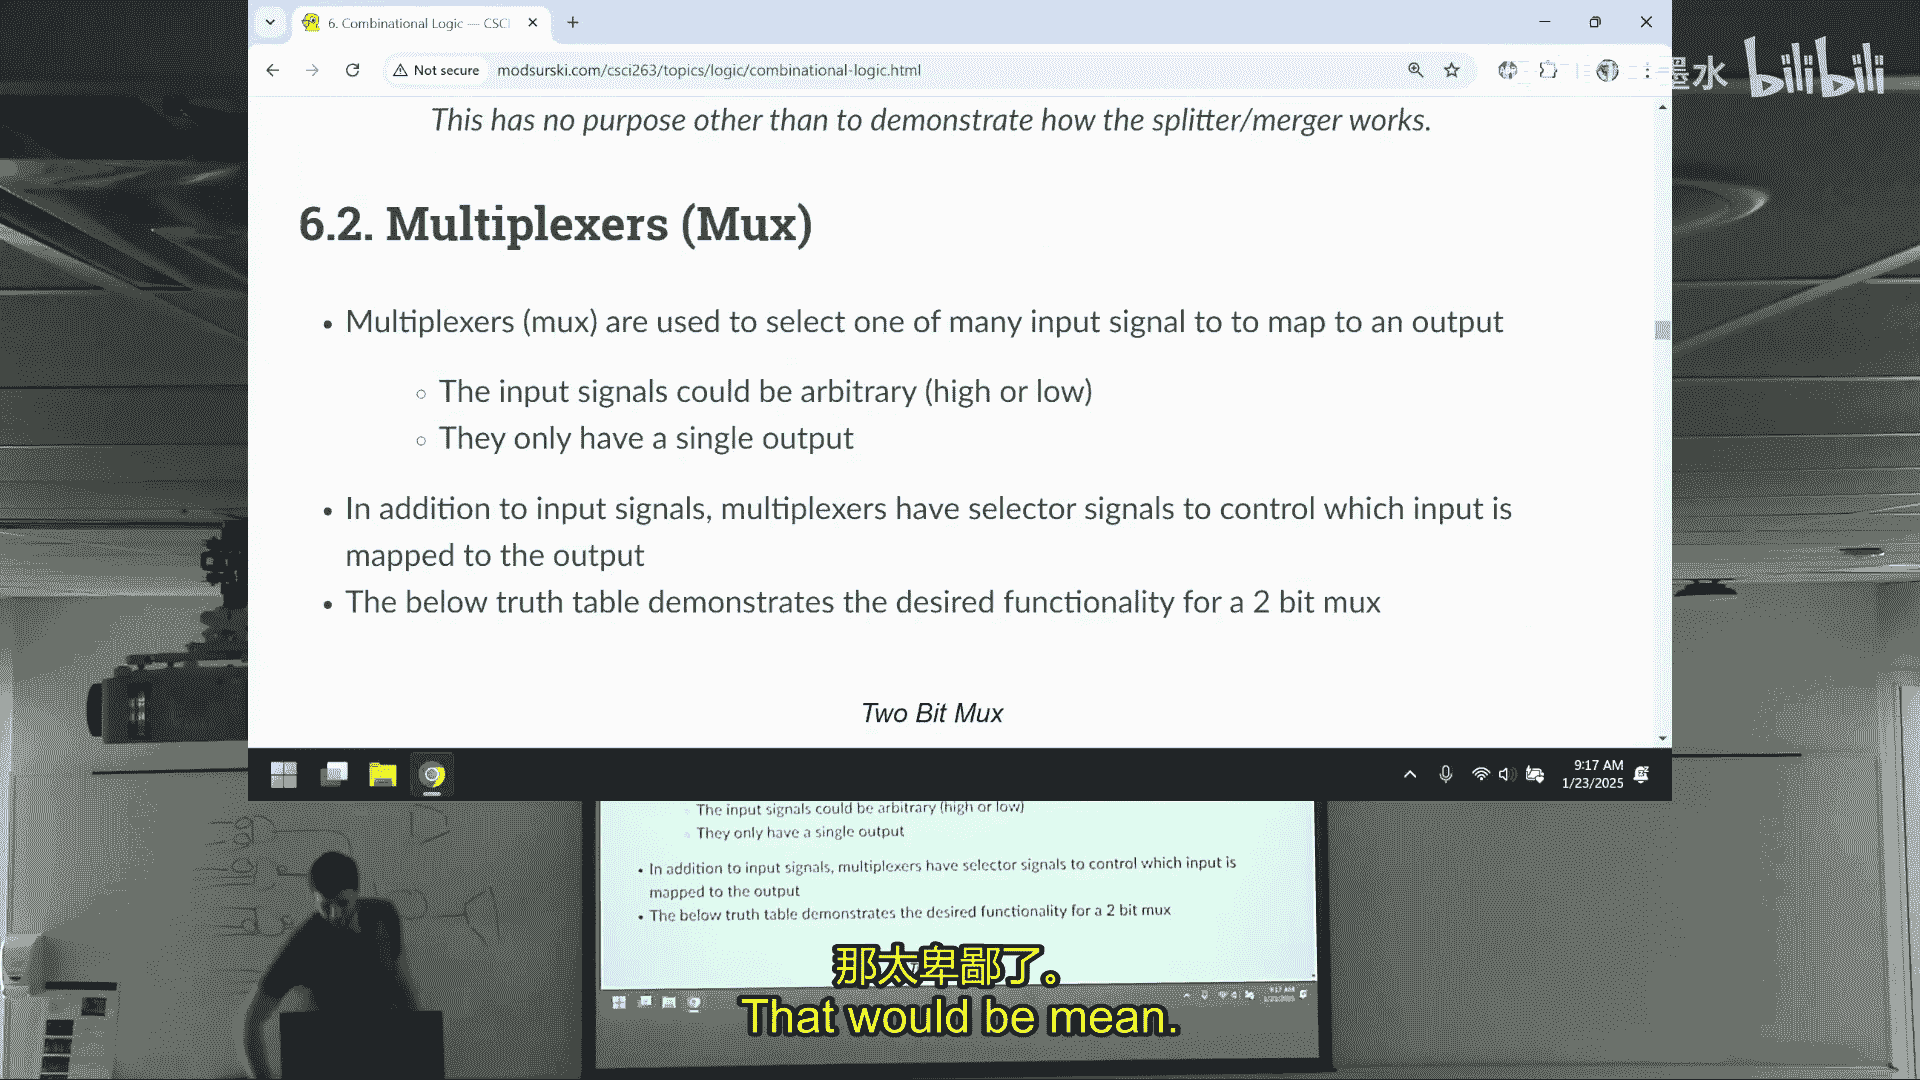 6. Combinational Logic — CSCI
Not secure
modsurski.com/csci263/topics/logic/combinational-logic.html
墨水 bilibili
This has no purpose other than to demonstrate how the splitter/merger works.
6.2. Multiplexers (Mux)
• Multiplexers (mux) are used to select one of many input signal to to map to an output
◦ The input signals could be arbitrary (high or low)
◦ They only have a single output
• In addition to input signals, multiplexers have selector signals to control which input is
mapped to the output
• The below truth table demonstrates the desired functionality for a 2 bit mux
Two Bit Mux
9:17 AM
1/23/2025
The input signals could be arbitrary (high or low)
They only have a single output
• In addition to input signals, multiplexers have selector signals to control which input is
mapped to the output
• The below truth table demonstrates the desired functionality for a 2 bit mux
那太卑鄙了。
That would be mean.